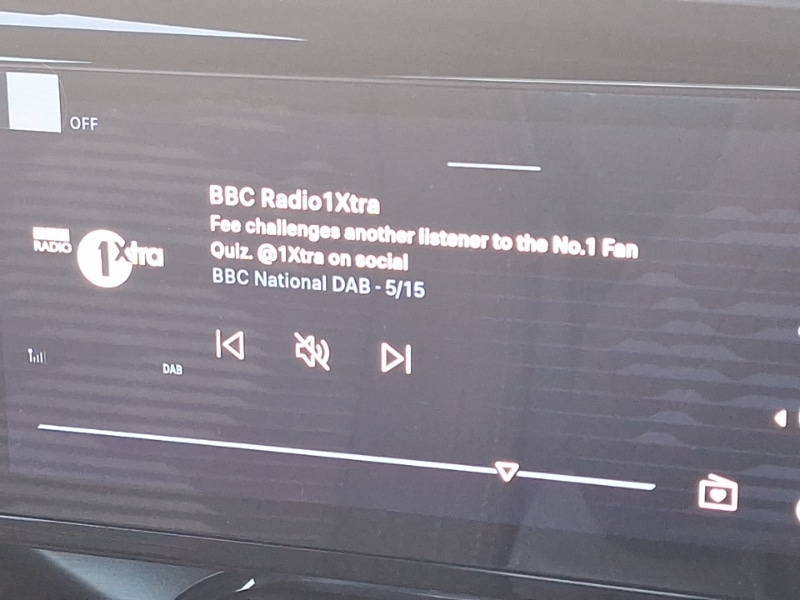 OFF
BBC Radio1Xtra
Fee challenges another listener to the No.1 Fan
Quiz. @1Xtra on social
BBC National DAB - 5/15
RADIO
1Xtra
DAB